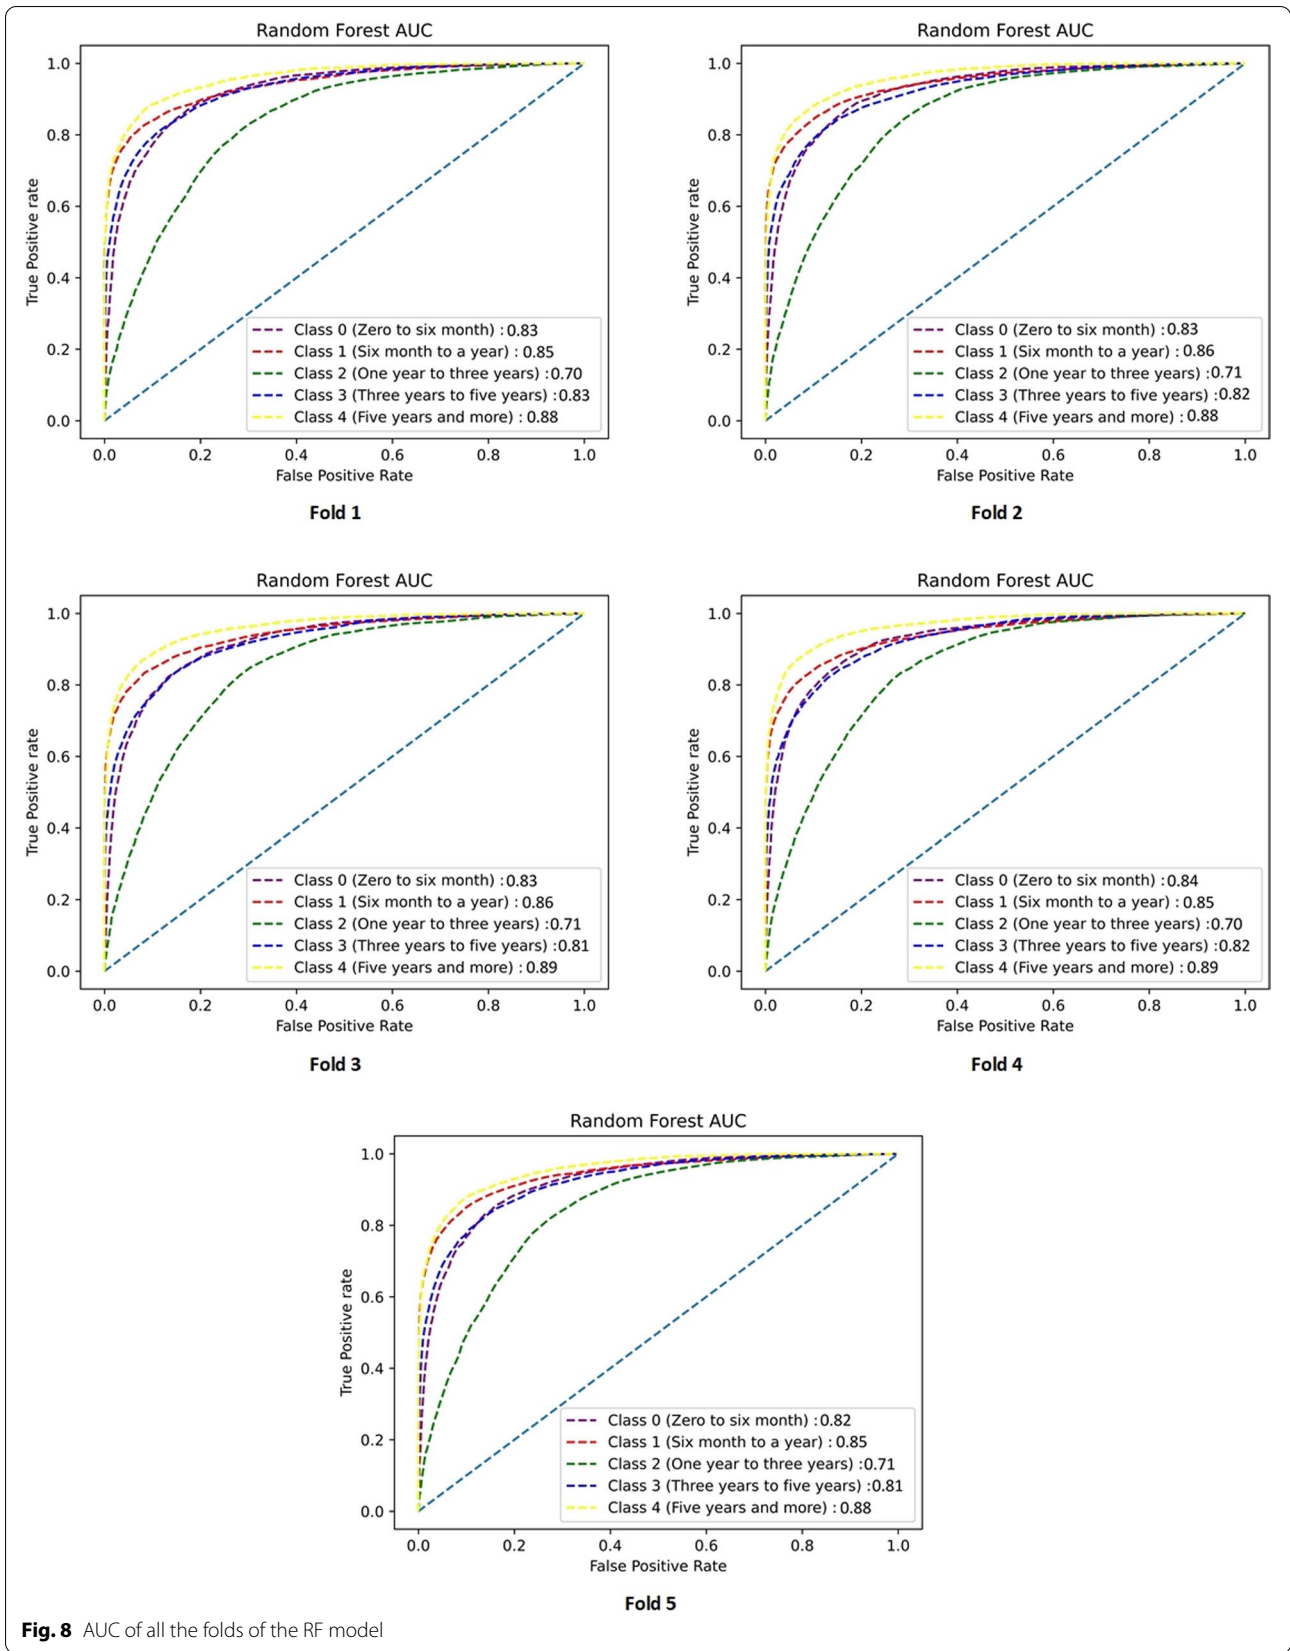 Random Forest AUC
True Positive rate
1.0
0.8
0.6
0.4
0.2
0.0
Class 0 (Zero to six month) : 0.83
Class 1 (Six month to a year) : 0.85
Class 2 (One year to three years) : 0.70
Class 3 (Three years to five years) : 0.83
Class 4 (Five years and more) : 0.88
0.0 0.2 0.4 0.6 0.8 1.0
False Positive Rate
Fold 1
Random Forest AUC
True Positive rate
1.0
0.8
0.6
0.4
0.2
0.0
Class 0 (Zero to six month) : 0.83
Class 1 (Six month to a year) : 0.86
Class 2 (One year to three years) : 0.71
Class 3 (Three years to five years) : 0.82
Class 4 (Five years and more) : 0.88
0.0 0.2 0.4 0.6 0.8 1.0
False Positive Rate
Fold 2
Random Forest AUC
True Positive rate
1.0
0.8
0.6
0.4
0.2
0.0
Class 0 (Zero to six month) : 0.83
Class 1 (Six month to a year) : 0.86
Class 2 (One year to three years) : 0.71
Class 3 (Three years to five years) : 0.81
Class 4 (Five years and more) : 0.89
0.0 0.2 0.4 0.6 0.8 1.0
False Positive Rate
Fold 3
Random Forest AUC
True Positive rate
1.0
0.8
0.6
0.4
0.2
0.0
Class 0 (Zero to six month) : 0.84
Class 1 (Six month to a year) : 0.85
Class 2 (One year to three years) : 0.70
Class 3 (Three years to five years) : 0.82
Class 4 (Five years and more) : 0.89
0.0 0.2 0.4 0.6 0.8 1.0
False Positive Rate
Fold 4
Random Forest AUC
True Positive rate
1.0
0.8
0.6
0.4
0.2
0.0
Class 0 (Zero to six month) : 0.82
Class 1 (Six month to a year) : 0.85
Class 2 (One year to three years) : 0.71
Class 3 (Three years to five years) : 0.81
Class 4 (Five years and more) : 0.88
0.0 0.2 0.4 0.6 0.8 1.0
False Positive Rate
Fold 5
Fig. 8 AUC of all the folds of the RF model